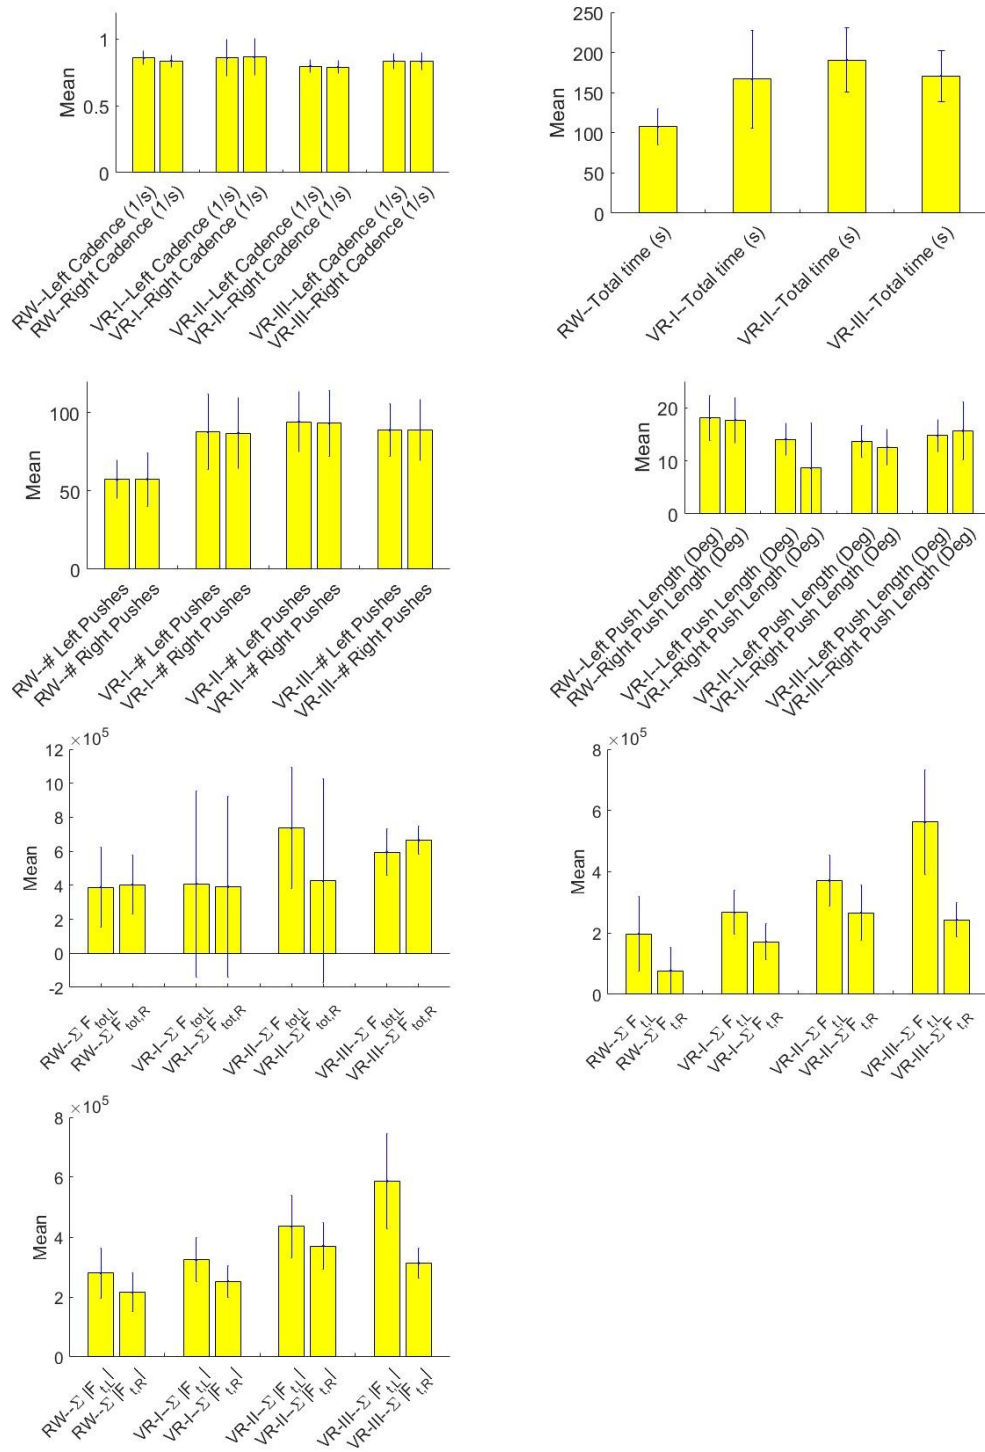 1
0.5
0
Mean
RW--Left Cadence (1/s)
RW--Right Cadence (1/s)
VR-I--Left Cadence (1/s)
VR-I--Right Cadence (1/s)
VR-II--Left Cadence (1/s)
VR-II--Right Cadence (1/s)
VR-III--Left Cadence (1/s)
VR-III--Right Cadence (1/s)
250
200
150
100
50
0
Mean
RW--Total time (s)
VR-I--Total time (s)
VR-II--Total time (s)
VR-III--Total time (s)
100
50
0
Mean
RW--# Left Pushes
RW--# Right Pushes
VR-I--# Left Pushes
VR-I--# Right Pushes
VR-II--# Left Pushes
VR-II--# Right Pushes
VR-III--# Left Pushes
VR-III--# Right Pushes
20
10
0
Mean
RW--Left Push Length (Deg)
RW--Right Push Length (Deg)
VR-I--Left Push Length (Deg)
VR-I--Right Push Length (Deg)
VR-II--Left Push Length (Deg)
VR-II--Right Push Length (Deg)
VR-III--Left Push Length (Deg)
VR-III--Right Push Length (Deg)
×10^5
12
10
8
6
4
2
0
-2
Mean
RW--Σ F_tot,L
RW--Σ F_tot,R
VR-I--Σ F_tot,L
VR-I--Σ F_tot,R
VR-II--Σ F_tot,L
VR-II--Σ F_tot,R
VR-III--Σ F_tot,L
VR-III--Σ F_tot,R
×10^5
8
6
4
2
0
Mean
RW--Σ F_t,L
RW--Σ F_t,R
VR-I--Σ F_t,L
VR-I--Σ F_t,R
VR-II--Σ F_t,L
VR-II--Σ F_t,R
VR-III--Σ F_t,L
VR-III--Σ F_t,R
×10^5
8
6
4
2
0
Mean
RW--Σ |F_t,L|
RW--Σ |F_t,R|
VR-I--Σ |F_t,L|
VR-I--Σ |F_t,R|
VR-II--Σ |F_t,L|
VR-II--Σ |F_t,R|
VR-III--Σ |F_t,L|
VR-III--Σ |F_t,R|